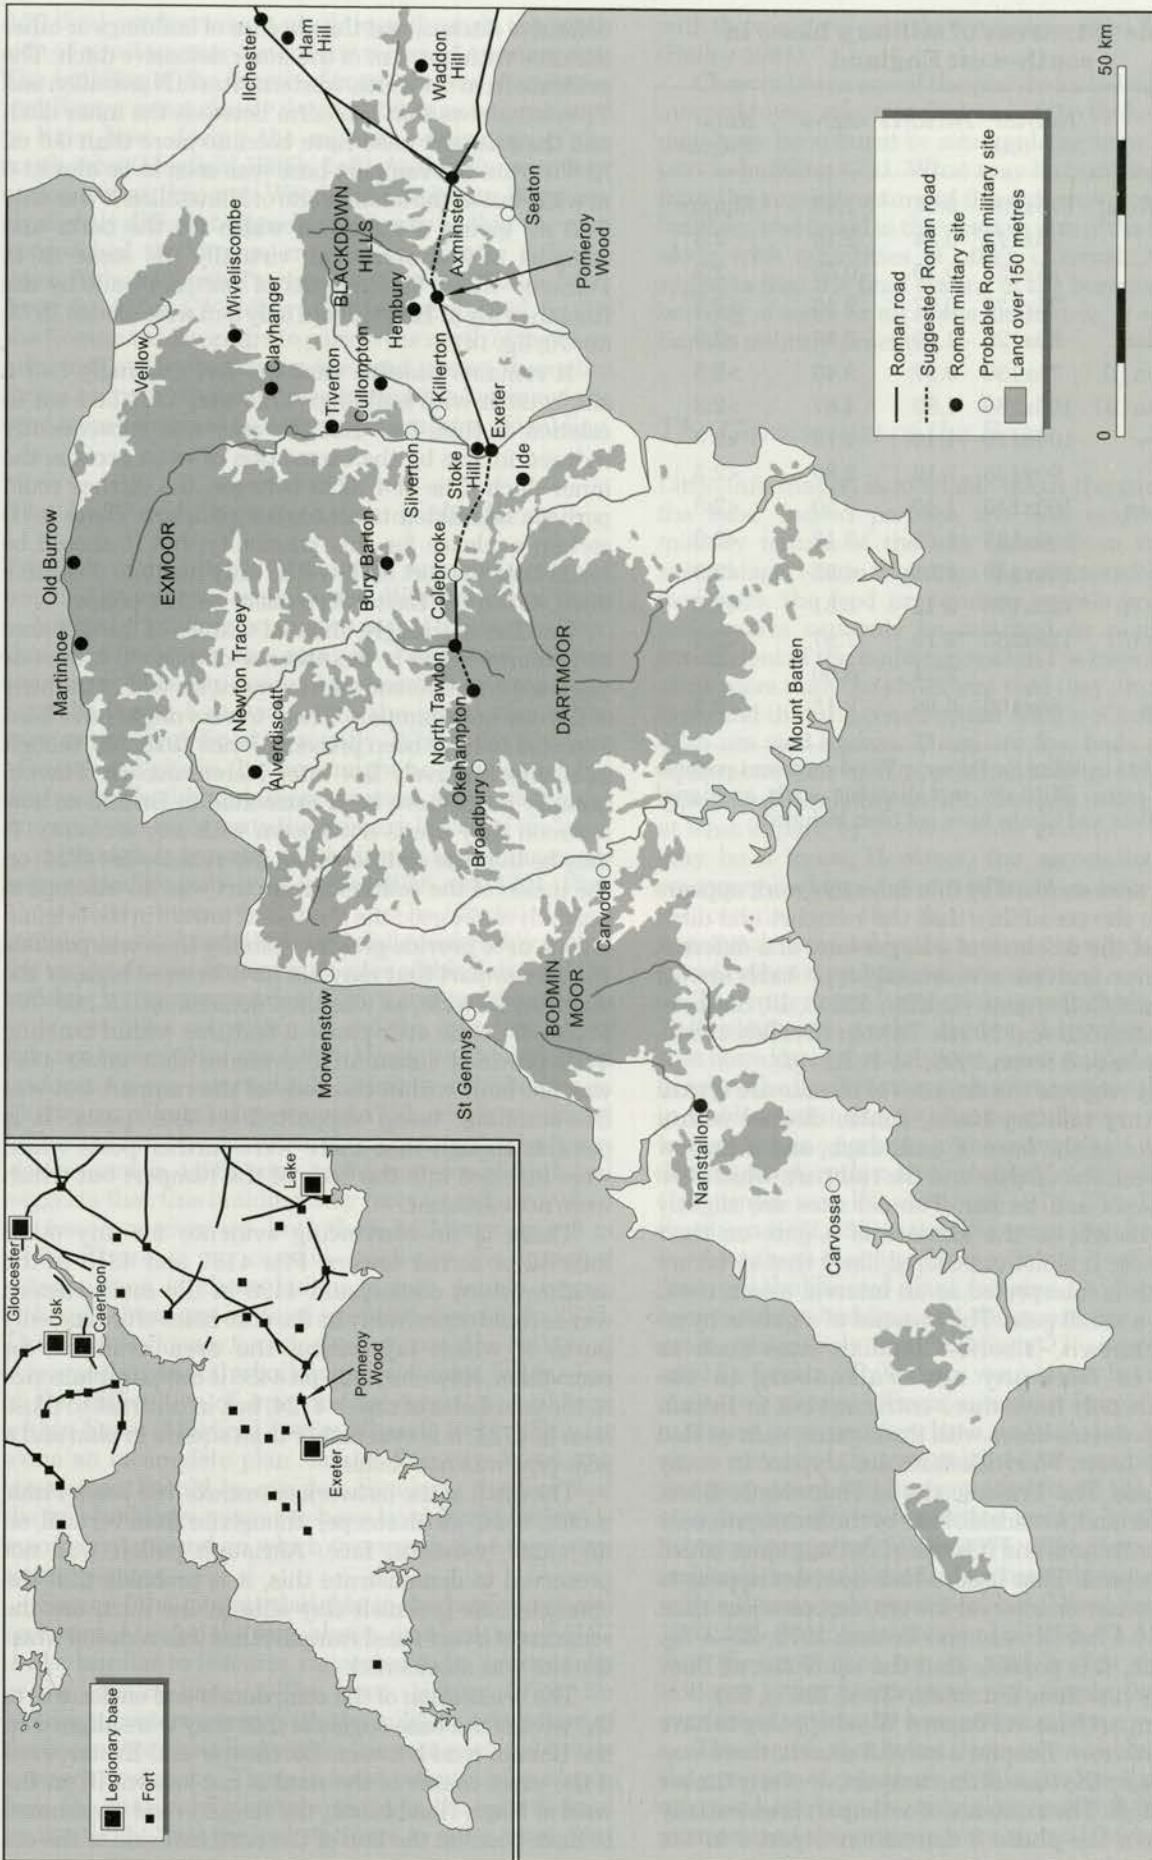 Legionary base
Fort
Gloucester
Usk
Caerleon
Lake
Pomeroy
Wood
Exeter
Old Burrow
Martinhoe
EXMOOR
Vellow
Wiveliscombe
Clayhanger
Tiverton
Cullompton
BLACKDOWN
HILLS
Hembury
Ilchester
Ham
Hill
Waddon
Hill
Newton Tracey
Alverdiscott
Bury Barton
Silverton
Killerton
Stoke
Hill
Exeter
Ide
Axminster
Seaton
Pomeroy
Wood
Colebrooke
North Tawton
Okehampton
Broadbury
DARTMOOR
Morwenstow
St Gennys
BODMIN
MOOR
Carvoda
Mount Batten
Nanstallon
Carvossa
Roman road
Suggested Roman road
Roman military site
Probable Roman military site
Land over 150 metres
0
50 km